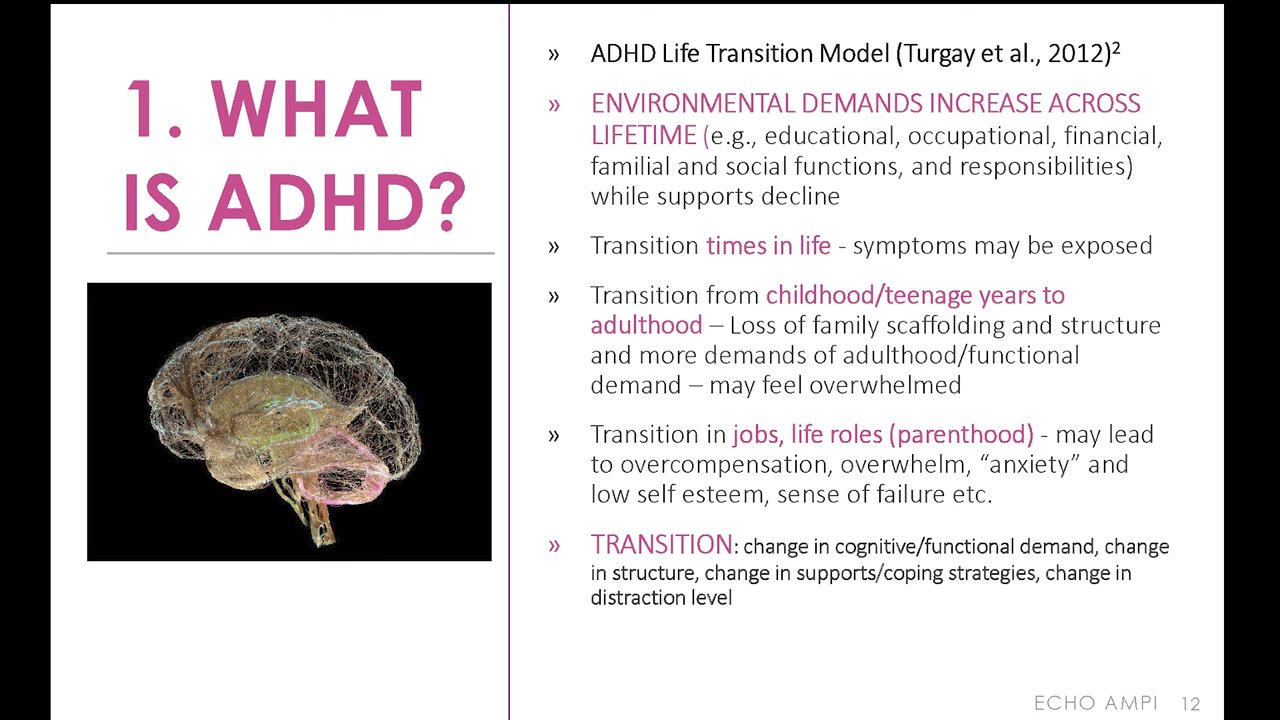 1. WHAT
IS ADHD?
» ADHD Life Transition Model (Turgay et al., 2012)²
» ENVIRONMENTAL DEMANDS INCREASE ACROSS
LIFETIME (e.g., educational, occupational, financial,
familial and social functions, and responsibilities)
while supports decline
» Transition times in life - symptoms may be exposed
» Transition from childhood/teenage years to
adulthood – Loss of family scaffolding and structure
and more demands of adulthood/functional
demand – may feel overwhelmed
» Transition in jobs, life roles (parenthood) - may lead
to overcompensation, overwhelm, “anxiety” and
low self esteem, sense of failure etc.
» TRANSITION: change in cognitive/functional demand, change
in structure, change in supports/coping strategies, change in
distraction level
ECHO AMPI 12